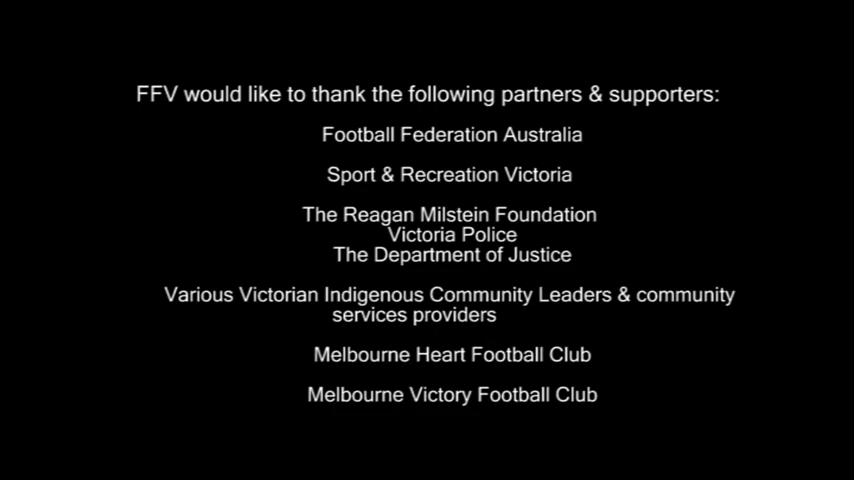 FFV would like to thank the following partners & supporters:
Football Federation Australia
Sport & Recreation Victoria
The Reagan Milstein Foundation
Victoria Police
The Department of Justice
Various Victorian Indigenous Community Leaders & community
services providers
Melbourne Heart Football Club
Melbourne Victory Football Club